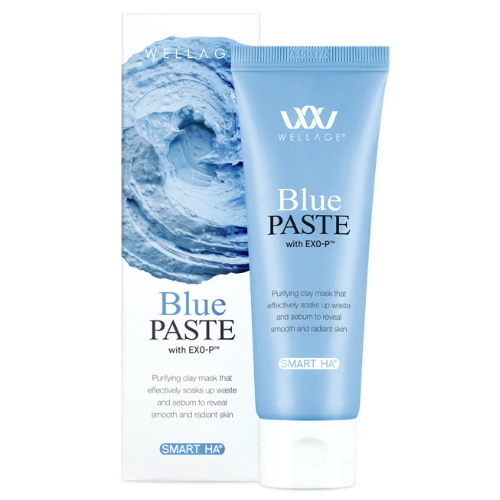 WELLAGE
Blue
PASTE
with EXO-P™
Purifying clay mask that
effectively soaks up waste
and sebum to reveal
smooth and radiant skin
SMART HA®
WELLAGE®
Blue
PASTE
with EXO-P™
Purifying clay mask that
effectively soaks up waste
and sebum to reveal
smooth and radiant skin
SMART HA®